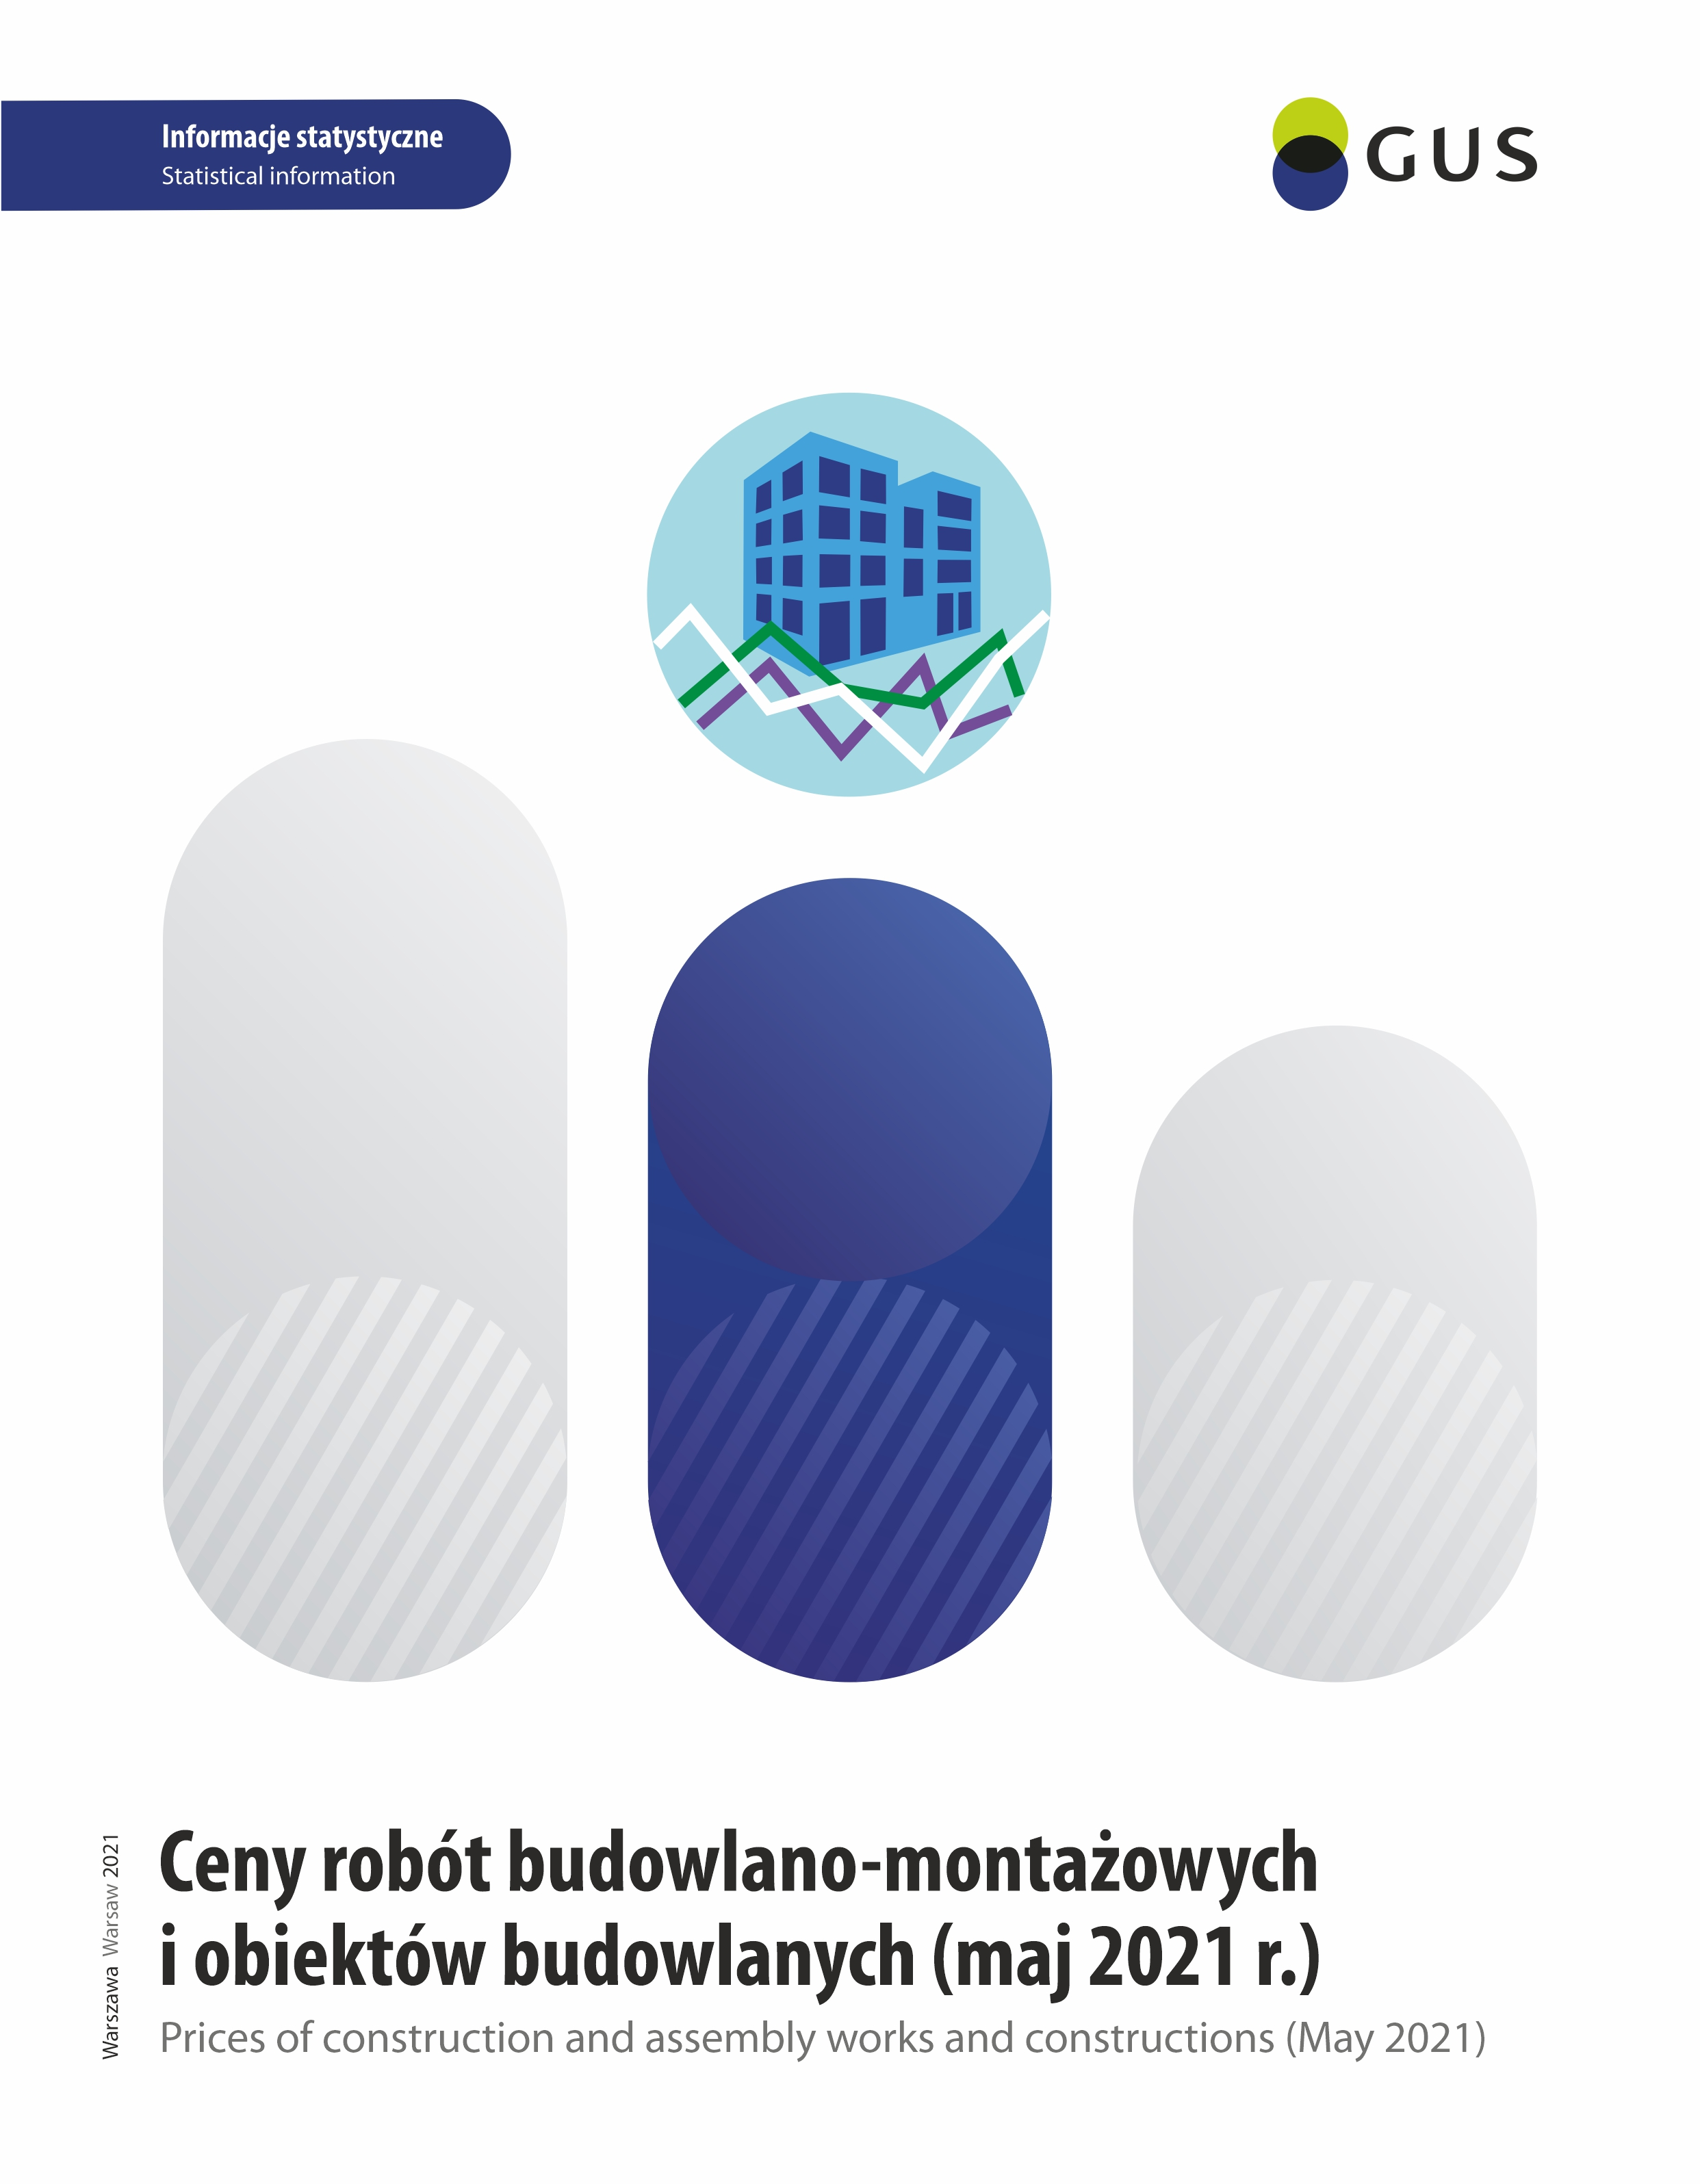 Informacje statystyczne
Statistical information
GUS
Ceny robót budowlano-montażowych
i obiektów budowlanych (maj 2021 r.)
Prices of construction and assembly works and constructions (May 2021)
Warszawa Warsaw 2021